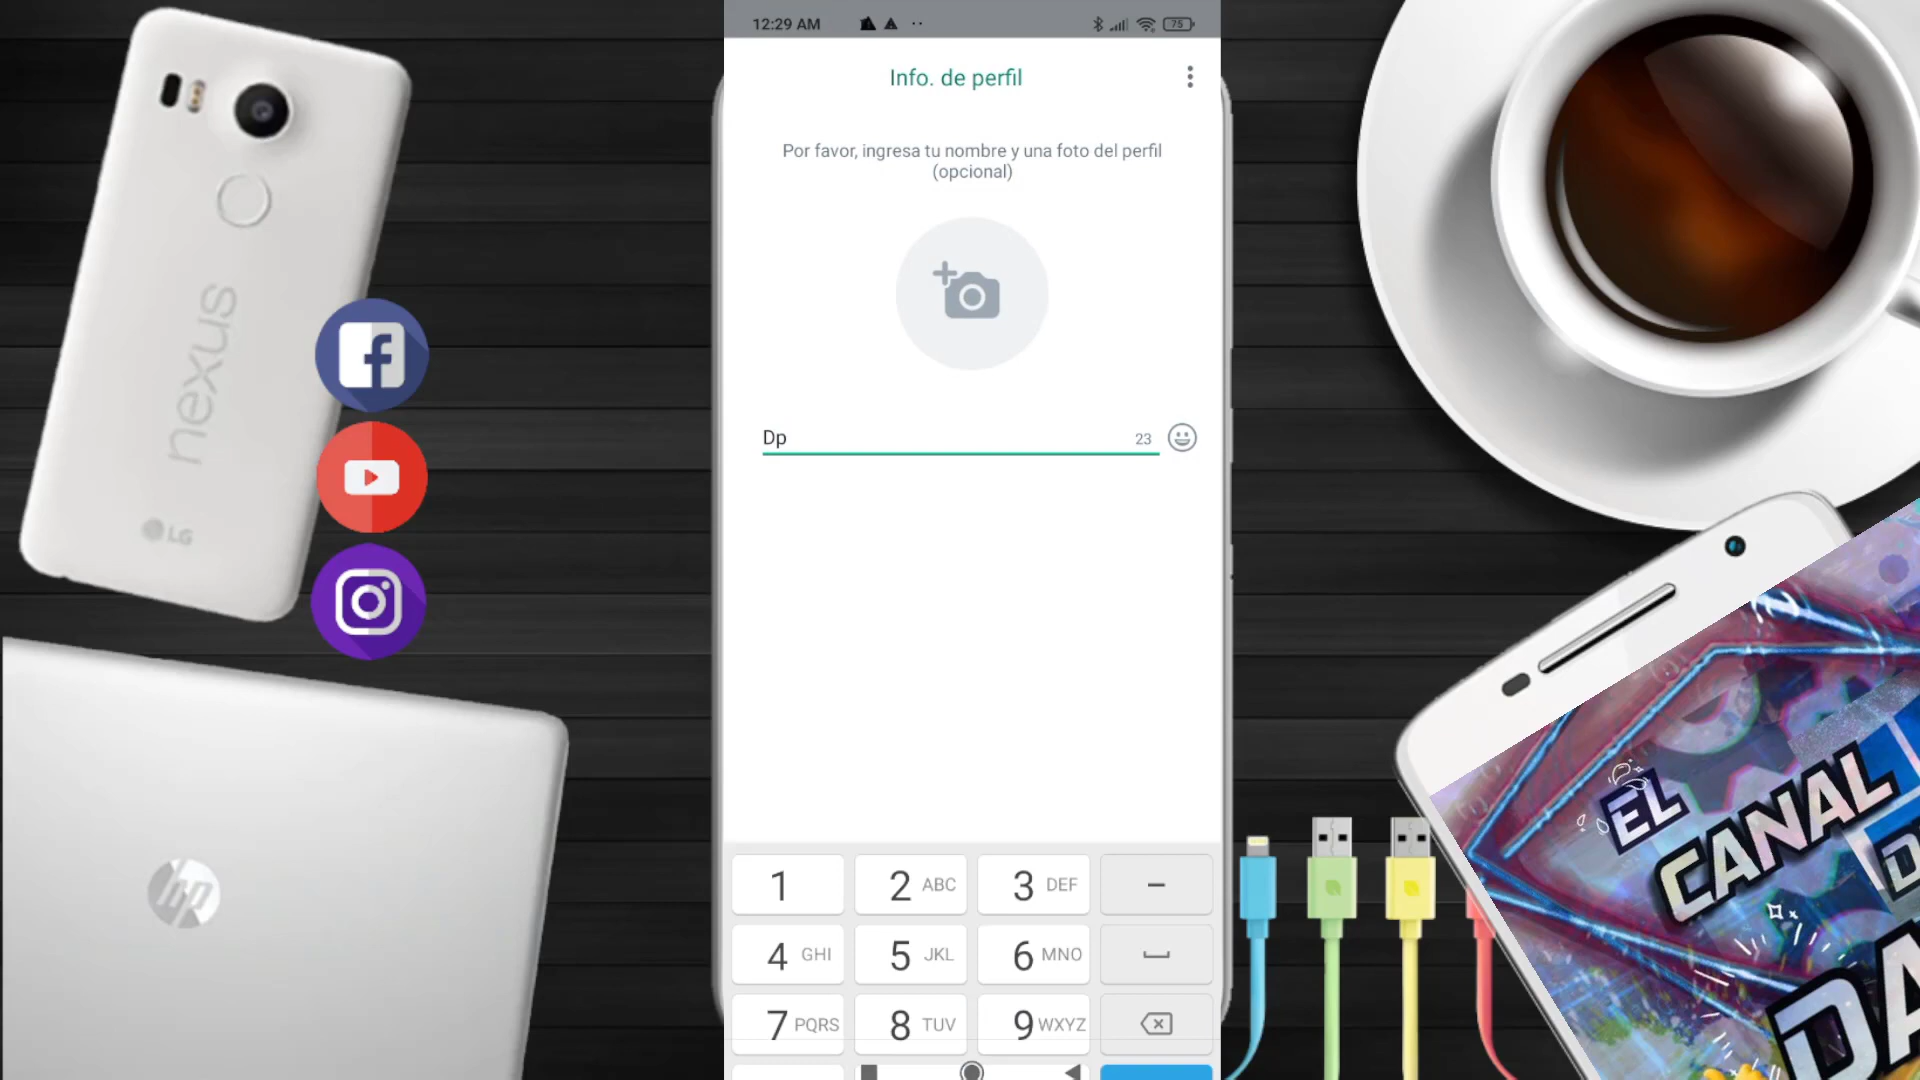 12:29 AM
75
Info. de perfil
Por favor, ingresa tu nombre y una foto del perfil
(opcional)
Dp
23
1
2 ABC
3 DEF
4 GHI
5 JKL
6 MNO
7 PQRS
8 TUV
9 WXYZ
nexus
LG
hp
EL
CANAL